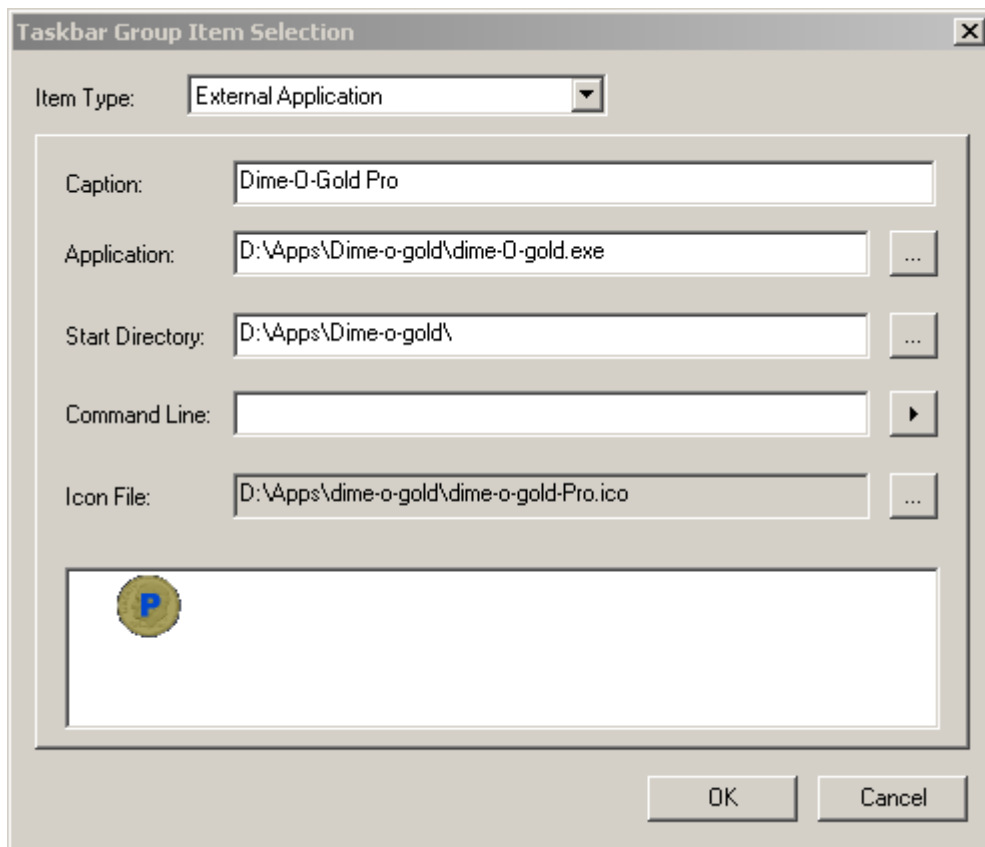 Taskbar Group Item Selection
Item Type: External Application
Caption: Dime-O-Gold Pro
Application: D:\Apps\Dime-o-gold\dime-O-gold.exe ...
Start Directory: D:\Apps\Dime-o-gold\ ...
Command Line:
Icon File: D:\Apps\dime-o-gold\dime-o-gold-Pro.ico ...
P
OK Cancel